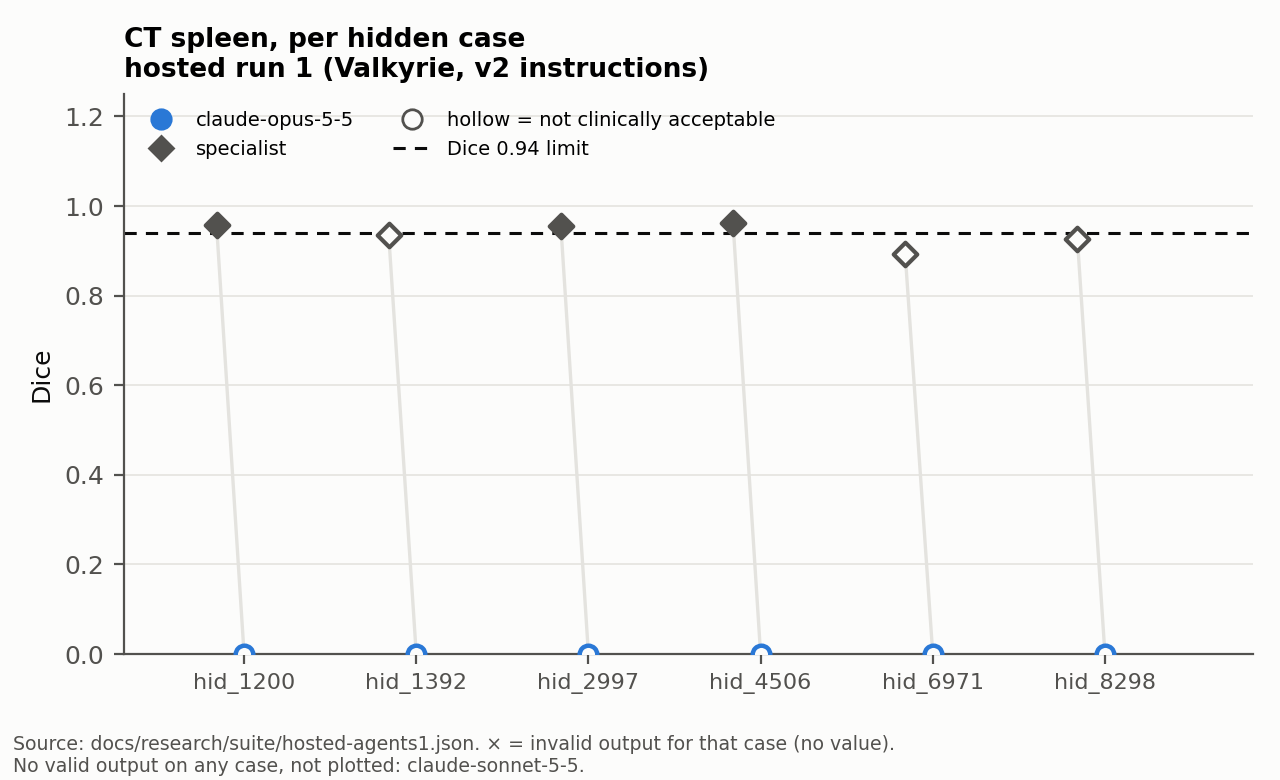 CT spleen, per hidden case
hosted run 1 (Valkyrie, v2 instructions)
claude-opus-5-5
specialist
hollow = not clinically acceptable
Dice 0.94 limit
Dice
1.2
1.0
0.8
0.6
0.4
0.2
0.0
hid_1200 hid_1392 hid_2997 hid_4506 hid_6971 hid_8298
Source: docs/research/suite/hosted-agents1.json. × = invalid output for that case (no value).
No valid output on any case, not plotted: claude-sonnet-5-5.